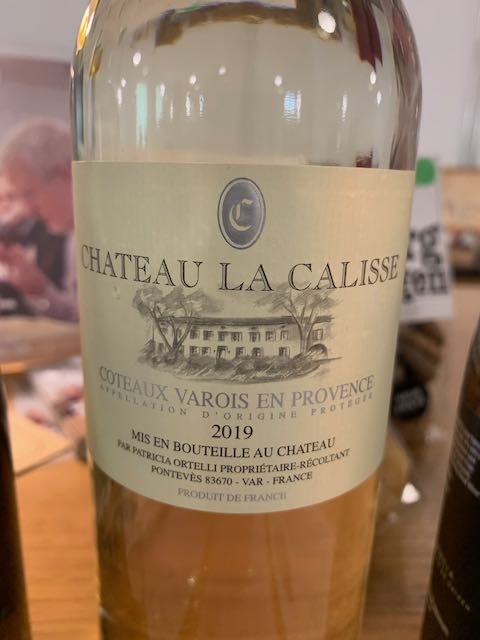 C
CHATEAU LA CALISSE
COTEAUX VAROIS EN PROVENCE
APPELLATION D'ORIGINE PROTÉGÉE
2019
MIS EN BOUTEILLE AU CHATEAU
PAR PATRICIA ORTELLI PROPRIÉTAIRE-RÉCOLTANT
PONTEVÈS 83670 - VAR - FRANCE
PRODUIT DE FRANCE